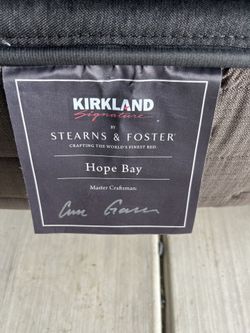 KIRKLAND
Signature
BY
STEARNS & FOSTER®
CRAFTING THE WORLD'S FINEST BED.
Hope Bay
Master Craftsman: